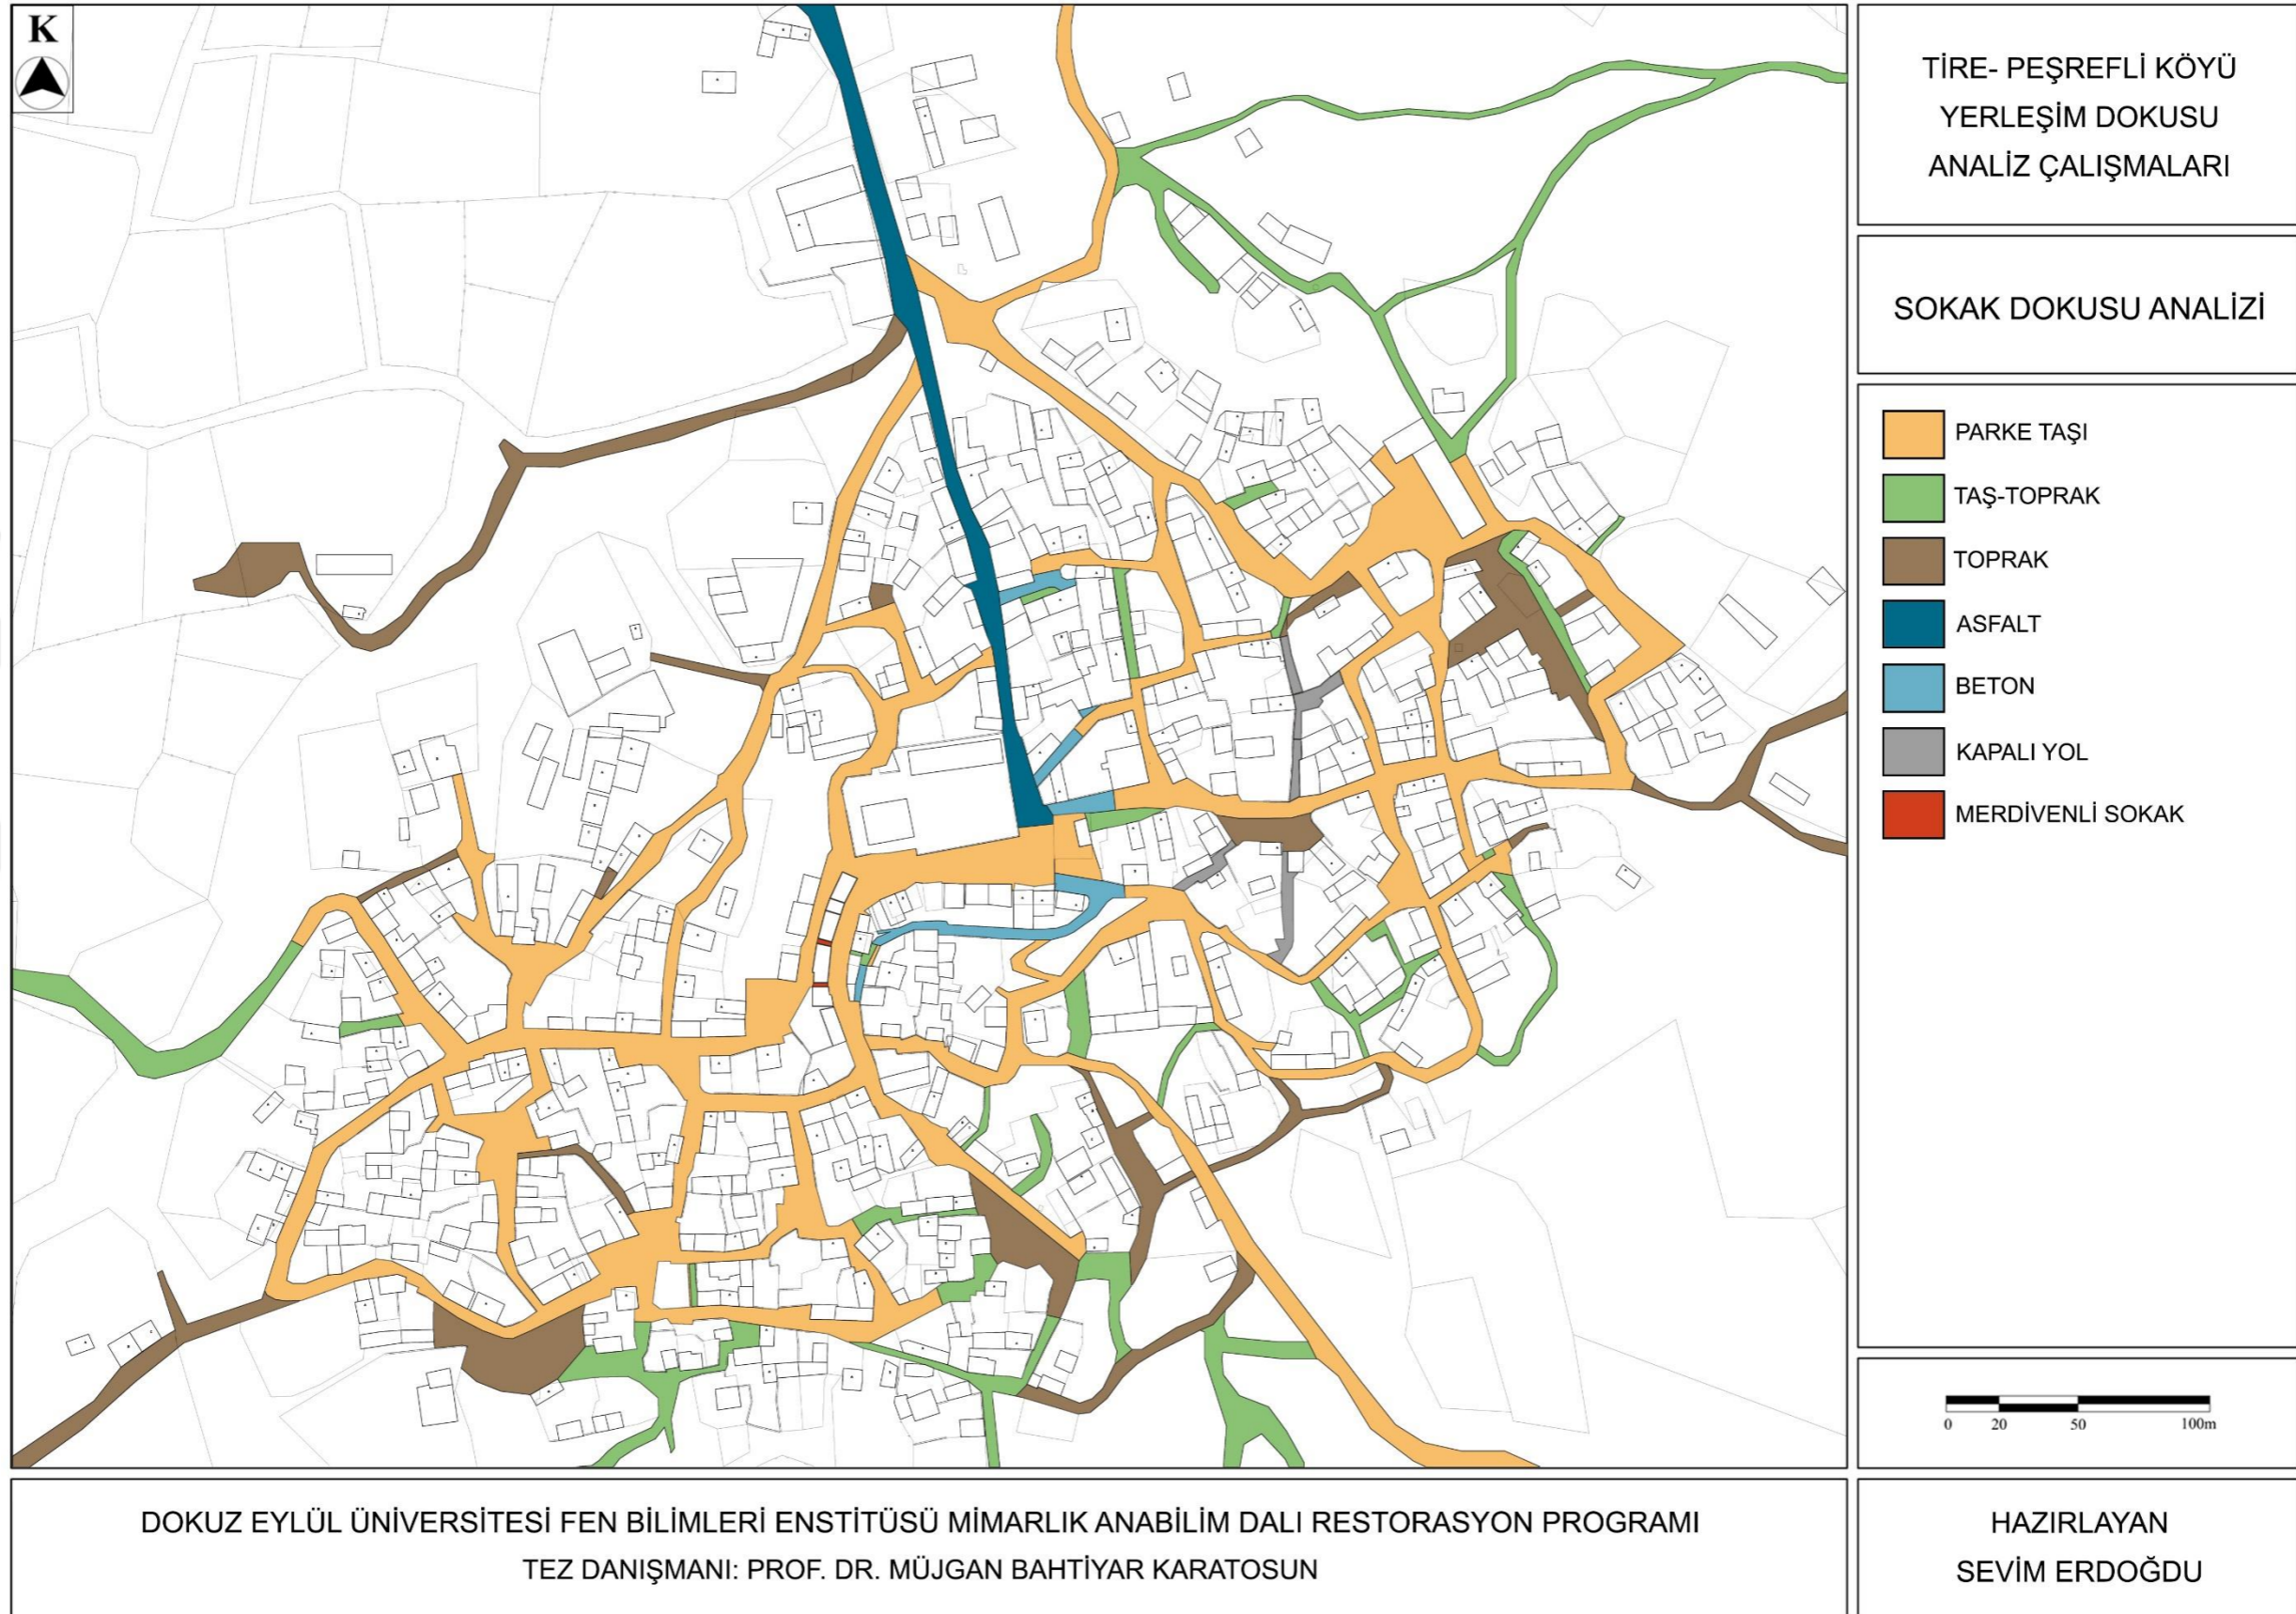 K
TİRE- PEŞREFLİ KÖYÜ
YERLEŞİM DOKUSU
ANALİZ ÇALIŞMALARI
SOKAK DOKUSU ANALİZİ
PARKE TAŞI
TAŞ-TOPRAK
TOPRAK
ASFALT
BETON
KAPALI YOL
MERDİVENLİ SOKAK
0 20 50 100m
DOKUZ EYLÜL ÜNİVERSİTESİ FEN BİLİMLERİ ENSTİTÜSÜ MİMARLIK ANABİLİM DALI RESTORASYON PROGRAMI
TEZ DANIŞMANI: PROF. DR. MÜJGAN BAHTİYAR KARATOSUN
HAZIRLAYAN
SEVİM ERDOĞDU